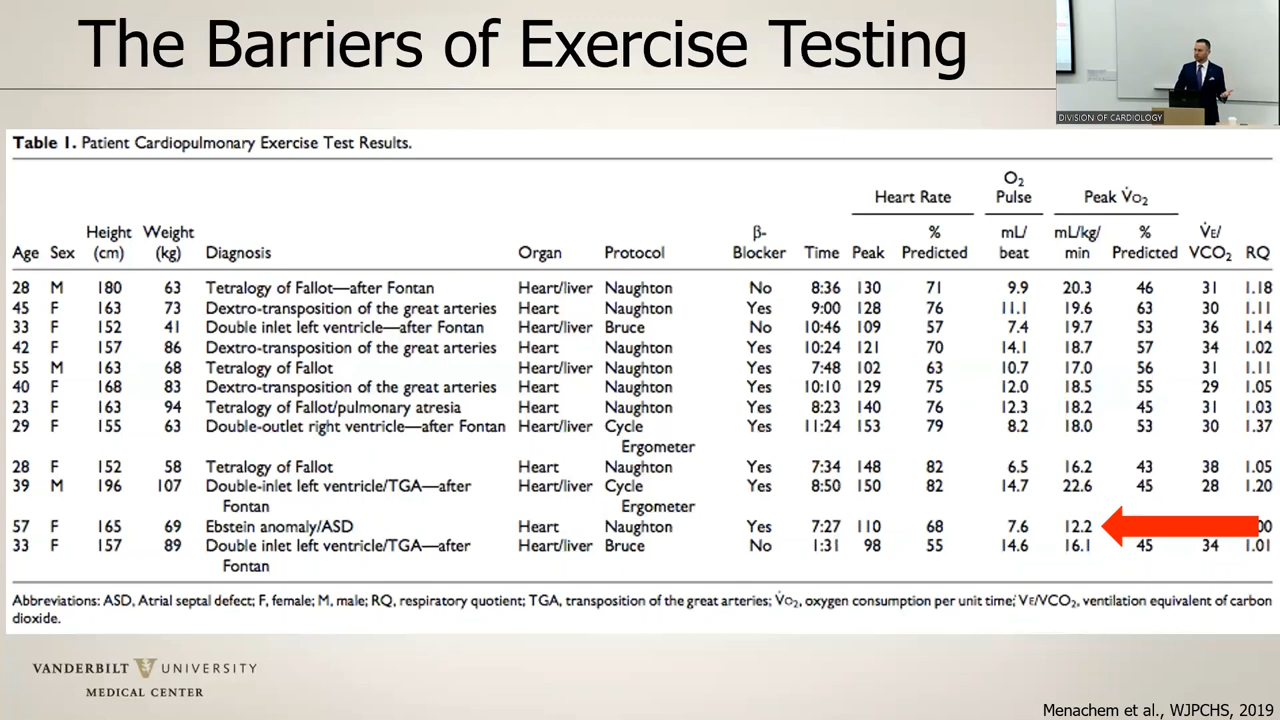 The Barriers of Exercise Testing
DIVISION OF CARDIOLOGY
Table 1. Patient Cardiopulmonary Exercise Test Results.
Heart Rate O2 Pulse Peak V̇O2
Age Sex Height (cm) Weight (kg) Diagnosis Organ Protocol β-Blocker Time Peak % Predicted mL/beat mL/kg/min % Predicted V̇E/VCO2 RQ
28 M 180 63 Tetralogy of Fallot—after Fontan Heart/liver Naughton No 8:36 130 71 9.9 20.3 46 31 1.18
45 F 163 73 Dextro-transposition of the great arteries Heart Naughton Yes 9:00 128 76 11.1 19.6 63 30 1.11
33 F 152 41 Double inlet left ventricle—after Fontan Heart/liver Bruce No 10:46 109 57 7.4 19.7 53 36 1.14
42 F 157 86 Dextro-transposition of the great arteries Heart Naughton Yes 10:24 121 70 14.1 18.7 57 34 1.02
55 M 163 68 Tetralogy of Fallot Heart/liver Naughton Yes 7:48 102 63 10.7 17.0 56 31 1.11
40 F 168 83 Dextro-transposition of the great arteries Heart Naughton Yes 10:10 129 75 12.0 18.5 55 29 1.05
23 F 163 94 Tetralogy of Fallot/pulmonary atresia Heart Naughton Yes 8:23 140 76 12.3 18.2 45 31 1.03
29 F 155 63 Double-outlet right ventricle—after Fontan Heart/liver Cycle Yes 11:24 153 79 8.2 18.0 53 30 1.37
Ergometer
28 F 152 58 Tetralogy of Fallot Heart Naughton Yes 7:34 148 82 6.5 16.2 43 38 1.05
39 M 196 107 Double-inlet left ventricle/TGA—after Heart/liver Cycle Yes 8:50 150 82 14.7 22.6 45 28 1.20
Fontan Ergometer
57 F 165 69 Ebstein anomaly/ASD Heart Naughton Yes 7:27 110 68 7.6 12.2 00
33 F 157 89 Double inlet left ventricle/TGA—after Heart/liver Bruce No 1:31 98 55 14.6 16.1 45 34 1.01
Fontan
Abbreviations: ASD, Atrial septal defect; F, female; M, male; RQ, respiratory quotient; TGA, transposition of the great arteries; V̇O2, oxygen consumption per unit time; V̇E/VCO2, ventilation equivalent of carbon
dioxide.
VANDERBILT V UNIVERSITY
MEDICAL CENTER
Menachem et al., WJPCHS, 2019